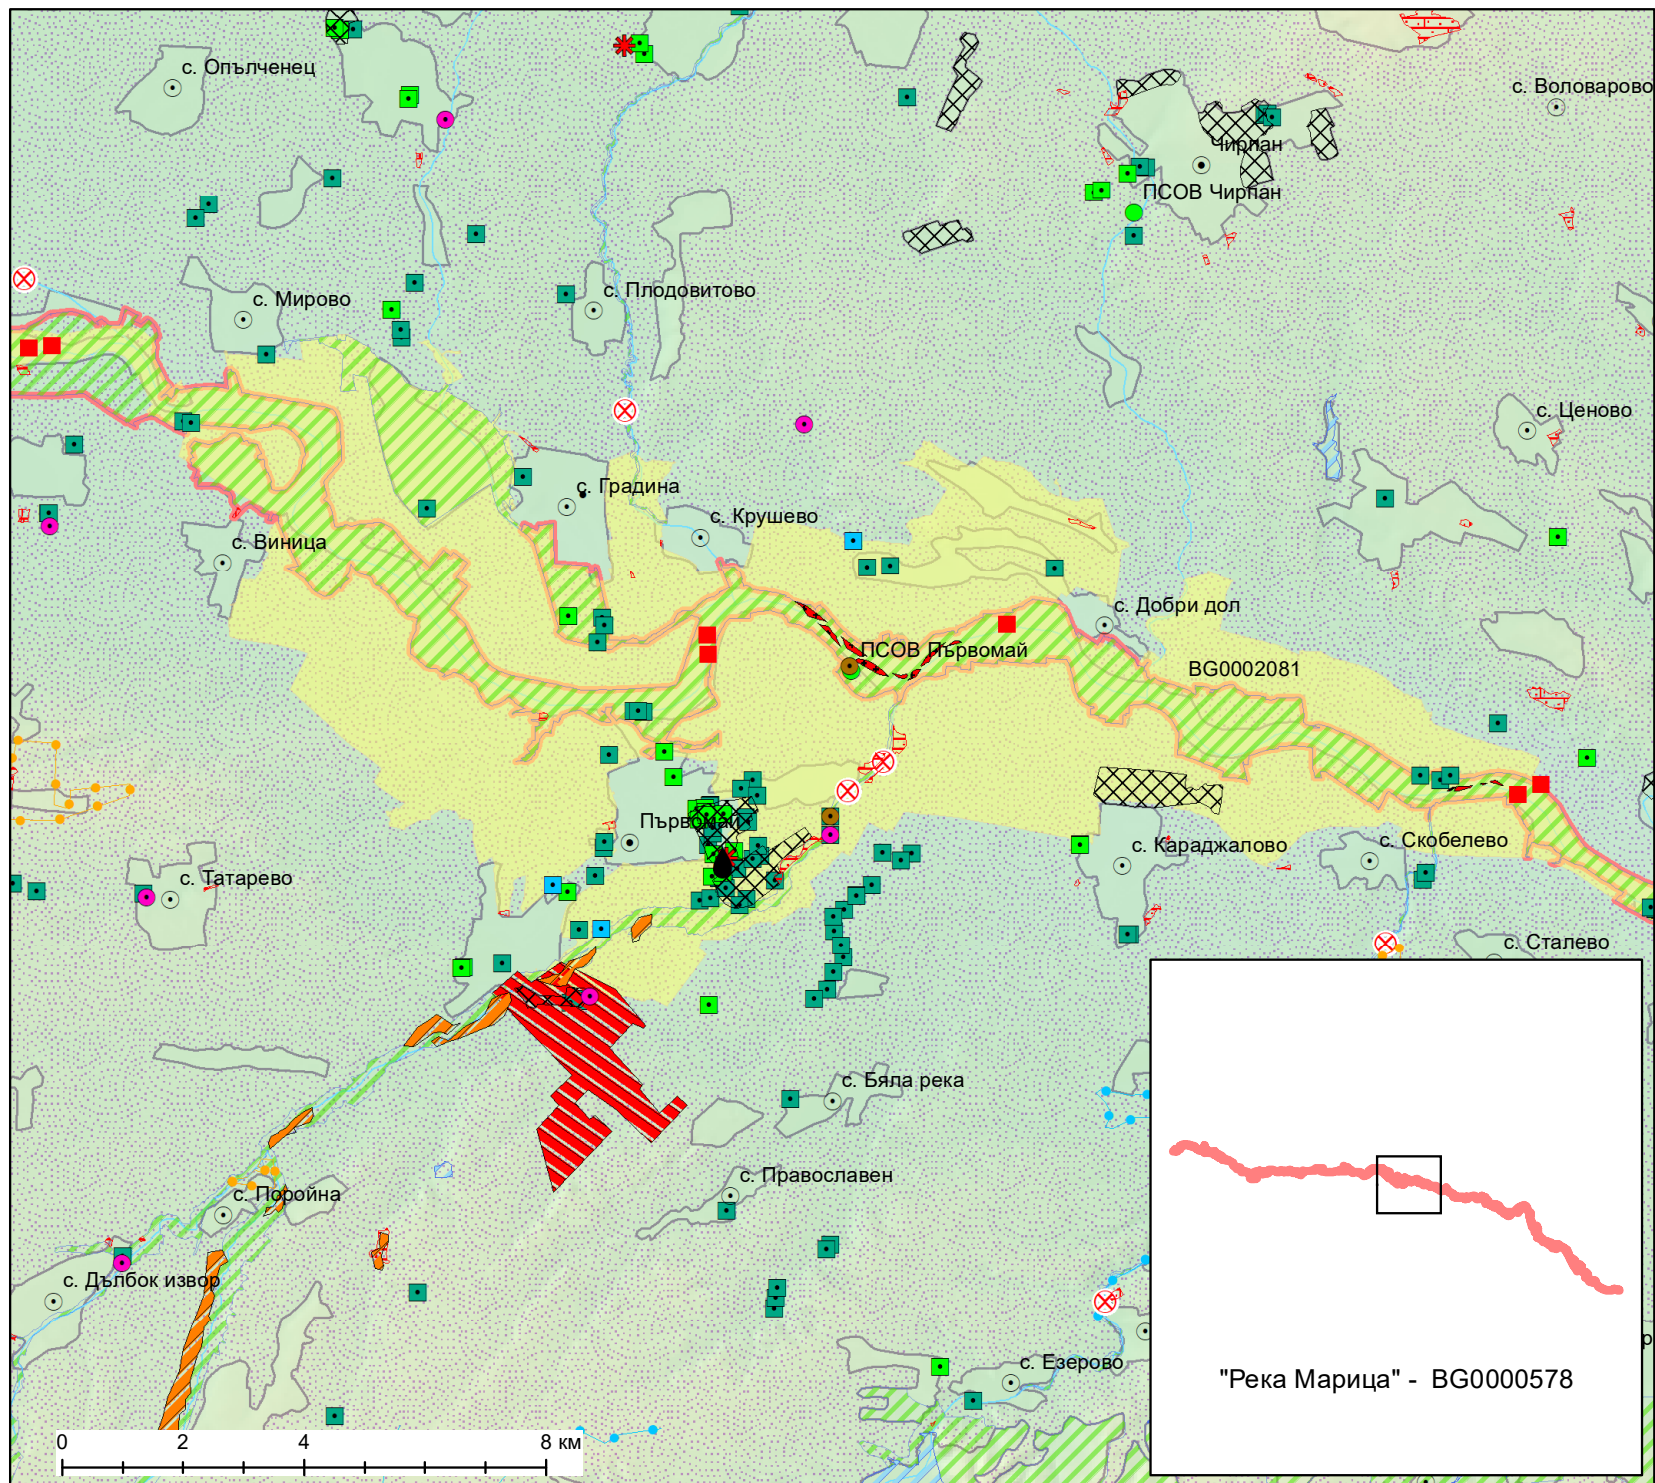 с. Опълченец
с. Воловарово
Чирпан
ПСОВ Чирпан
с. Мирово
с. Плодовитово
с. Ценово
с. Градина
с. Крушево
с. Виница
с. Добри дол
ПСОВ Първомай
BG0002081
Първомай
с. Караджалово
с. Скобелево
с. Татарево
с. Сталево
с. Бяла река
с. Православен
с. Поройна
с. Дълбок извор
с. Езерово
"Река Марица" - BG0000578
0 2 4 8 км